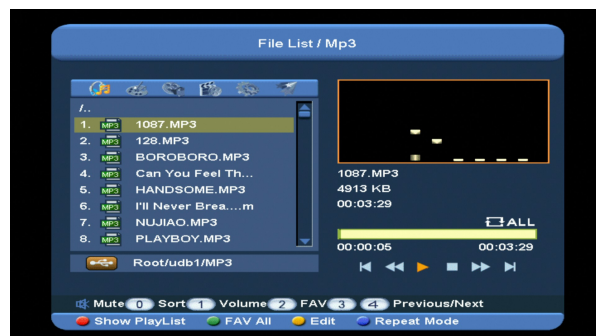 File List / Mp3
/..
1. MP3 1087.MP3
2. MP3 128.MP3
3. MP3 BOROBORO.MP3
4. MP3 Can You Feel Th...
5. MP3 HANDSOME.MP3
6. MP3 I'll Never Brea....m
7. MP3 NUJIAO.MP3
8. MP3 PLAYBOY.MP3
Root/udb1/MP3
1087.MP3
4913 KB
00:03:29
ALL
00:00:05 00:03:29
Mute 0 Sort 1 Volume 2 FAV 3 4 Previous/Next
Show PlayList FAV All Edit Repeat Mode